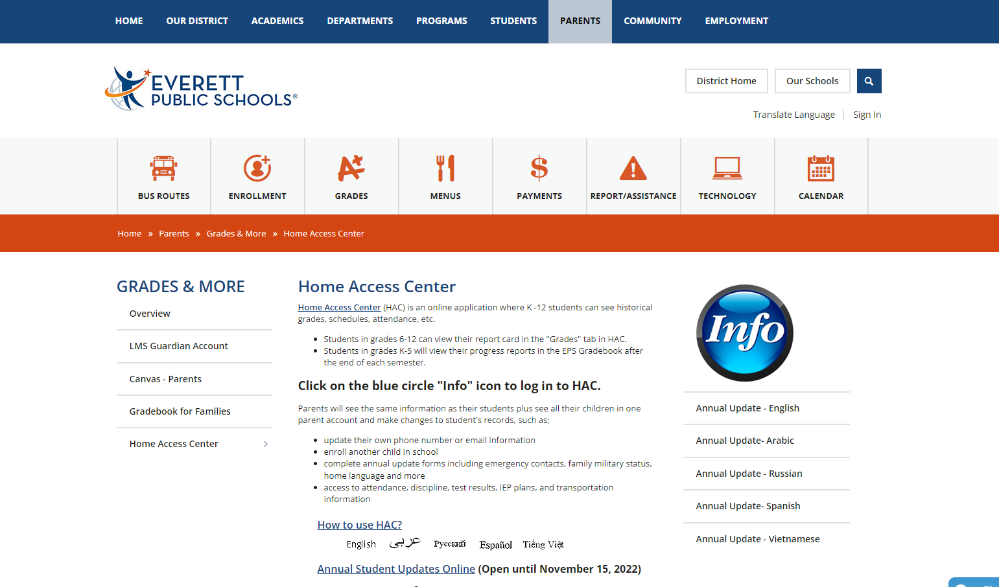 HOME OUR DISTRICT ACADEMICS DEPARTMENTS PROGRAMS STUDENTS PARENTS COMMUNITY EMPLOYMENT
EVERETT
PUBLIC SCHOOLS®
District Home Our Schools
Translate Language Sign In
BUS ROUTES ENROLLMENT GRADES MENUS PAYMENTS REPORT/ASSISTANCE TECHNOLOGY CALENDAR
Home » Parents » Grades & More » Home Access Center
GRADES & MORE
Overview
LMS Guardian Account
Canvas - Parents
Gradebook for Families
Home Access Center
Home Access Center
Home Access Center (HAC) is an online application where K -12 students can see historical
grades, schedules, attendance, etc.
• Students in grades 6-12 can view their report card in the "Grades" tab in HAC.
• Students in grades K-5 will view their progress reports in the EPS Gradebook after
the end of each semester.
Click on the blue circle "Info" icon to log in to HAC.
Parents will see the same information as their students plus see all their children in one
parent account and make changes to student's records, such as;
• update their own phone number or email information
• enroll another child in school
• complete annual update forms including emergency contacts, family military status,
home language and more
• access to attendance, discipline, test results, IEP plans, and transportation
information
How to use HAC?
English عربي Русский Español Tiếng Việt
Annual Student Updates Online (Open until November 15, 2022)
Info
Annual Update - English
Annual Update- Arabic
Annual Update - Russian
Annual Update- Spanish
Annual Update - Vietnamese